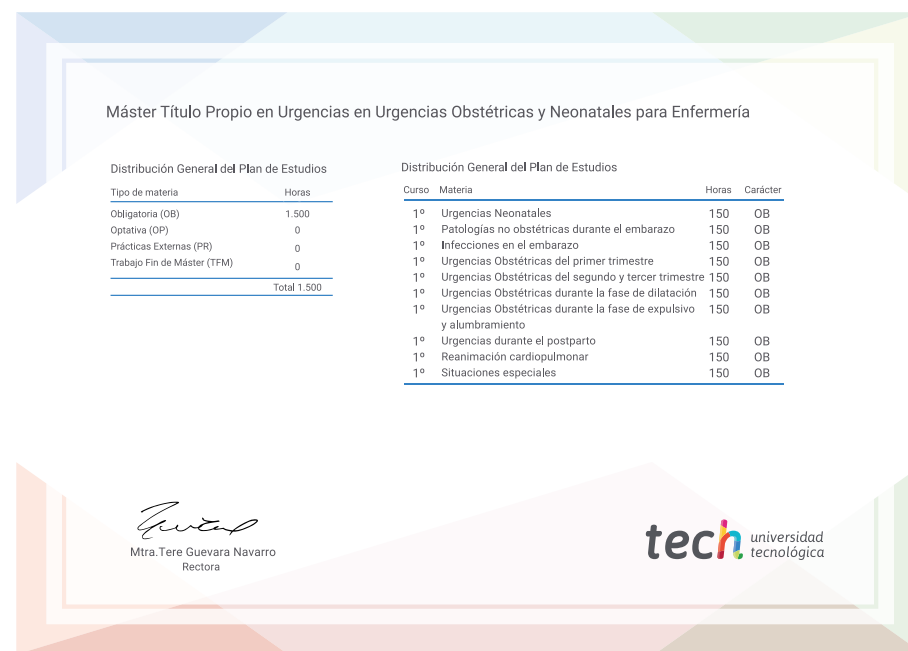 Máster Título Propio en Urgencias en Urgencias Obstétricas y Neonatales para Enfermería
Distribución General del Plan de Estudios
Tipo de materia Horas
Obligatoria (OB) 1.500
Optativa (OP) 0
Prácticas Externas (PR) 0
Trabajo Fin de Máster (TFM) 0
Total 1.500
Distribución General del Plan de Estudios
Curso Materia Horas Carácter
1º Urgencias Neonatales 150 OB
1º Patologías no obstétricas durante el embarazo 150 OB
1º Infecciones en el embarazo 150 OB
1º Urgencias Obstétricas del primer trimestre 150 OB
1º Urgencias Obstétricas del segundo y tercer trimestre 150 OB
1º Urgencias Obstétricas durante la fase de dilatación 150 OB
1º Urgencias Obstétricas durante la fase de expulsivo 150 OB
y alumbramiento
1º Urgencias durante el postparto 150 OB
1º Reanimación cardiopulmonar 150 OB
1º Situaciones especiales 150 OB
Mtra.Tere Guevara Navarro
Rectora
tech universidad
tecnológica